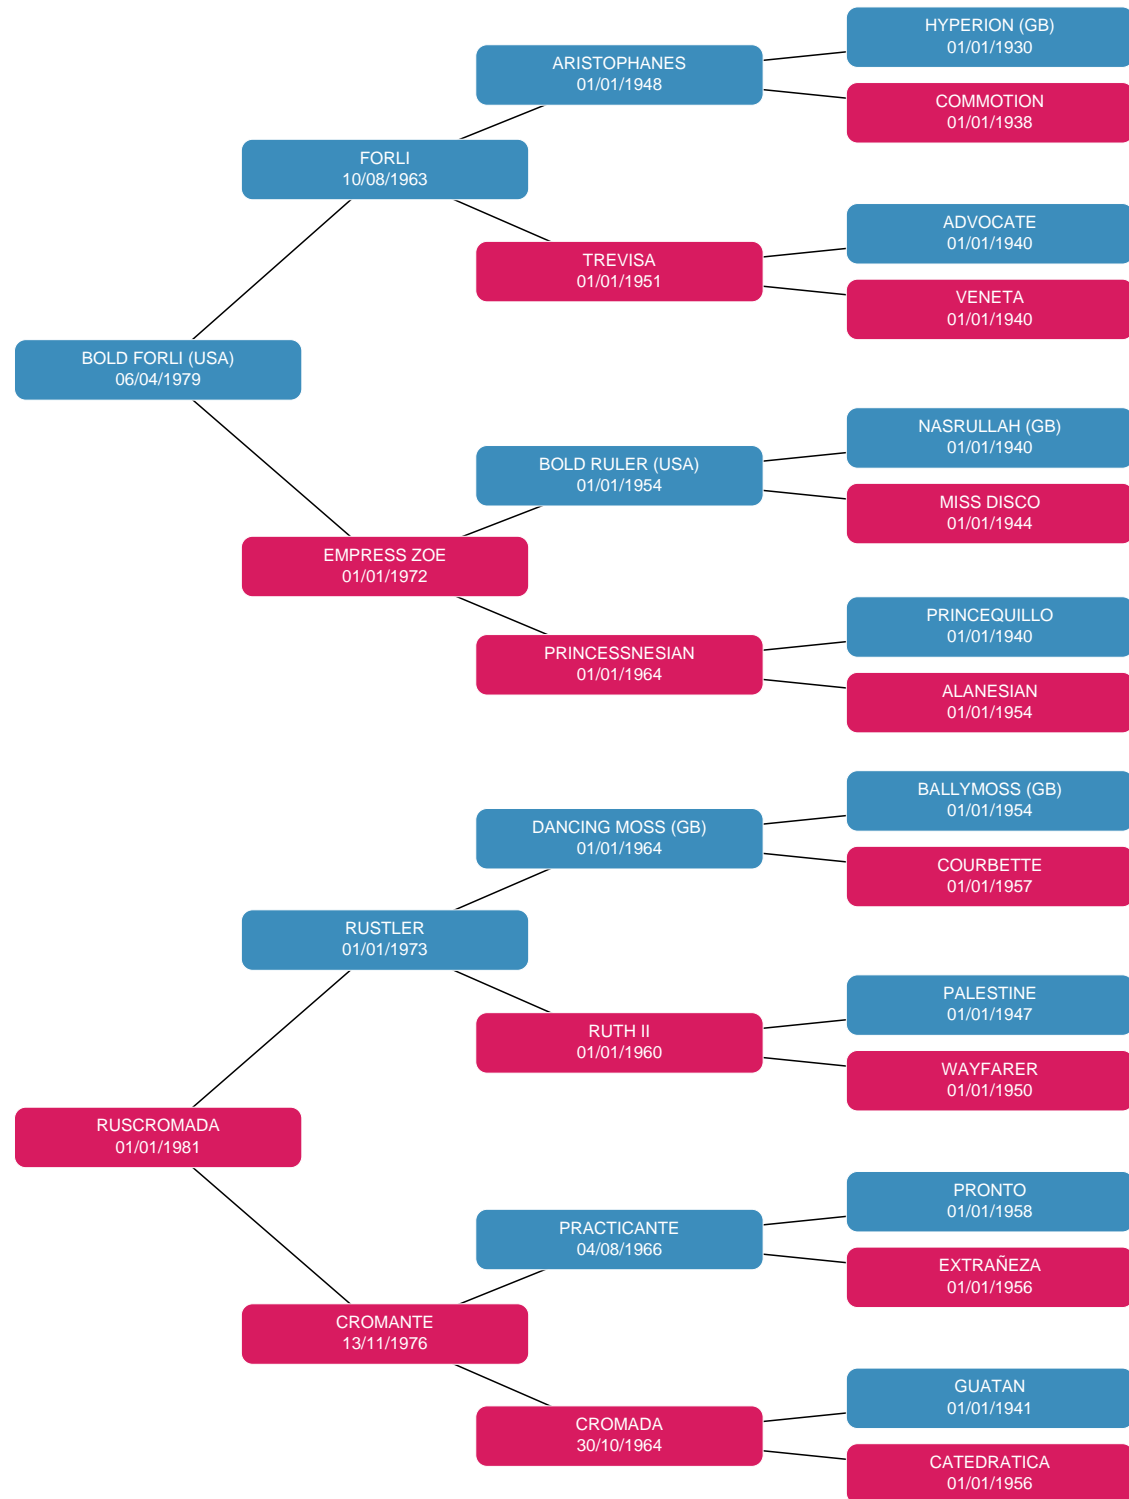 HYPERION (GB)
01/01/1930
ARISTOPHANES
01/01/1948
COMMOTION
01/01/1938
FORLI
10/08/1963
ADVOCATE
01/01/1940
TREVISA
01/01/1951
VENETA
01/01/1940
BOLD FORLI (USA)
06/04/1979
NASRULLAH (GB)
01/01/1940
BOLD RULER (USA)
01/01/1954
MISS DISCO
01/01/1944
EMPRESS ZOE
01/01/1972
PRINCEQUILLO
01/01/1940
PRINCESSNESIAN
01/01/1964
ALANESIAN
01/01/1954
BALLYMOSS (GB)
01/01/1954
DANCING MOSS (GB)
01/01/1964
COURBETTE
01/01/1957
RUSTLER
01/01/1973
PALESTINE
01/01/1947
RUTH II
01/01/1960
WAYFARER
01/01/1950
RUSCROMADA
01/01/1981
PRONTO
01/01/1958
PRACTICANTE
04/08/1966
EXTRAÑEZA
01/01/1956
CROMANTE
13/11/1976
GUATAN
01/01/1941
CROMADA
30/10/1964
CATEDRATICA
01/01/1956